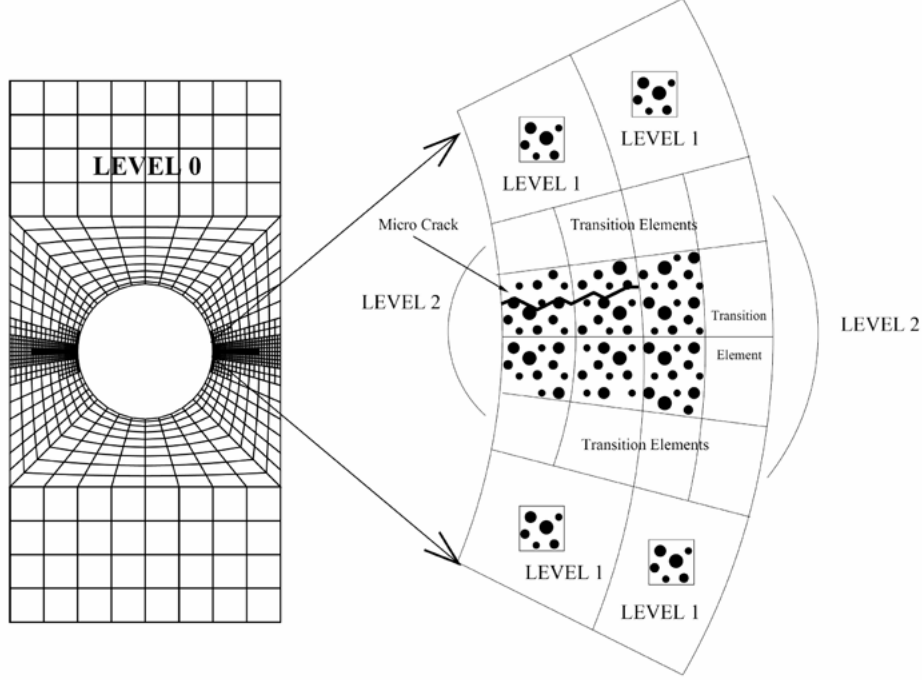 LEVEL 0
LEVEL 1
LEVEL 1
Micro Crack
Transition Elements
LEVEL 2
Transition
Element
LEVEL 2
Transition Elements
LEVEL 1
LEVEL 1